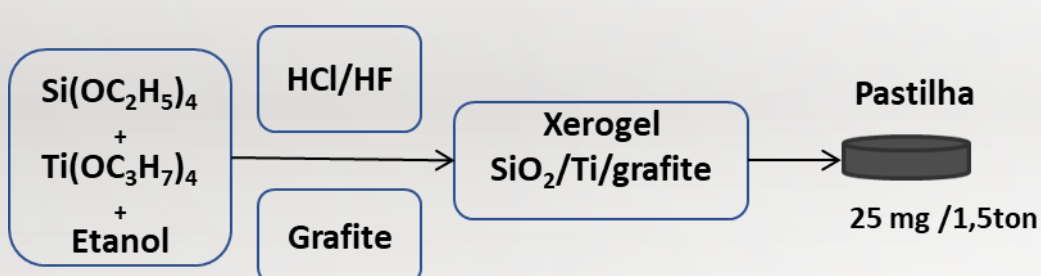 Si(OC₂H₅)₄
+
Ti(OC₃H₇)₄
+
Etanol
HCl/HF
Grafite
Xerogel
SiO₂/Ti/grafite
Pastilha
25 mg /1,5ton